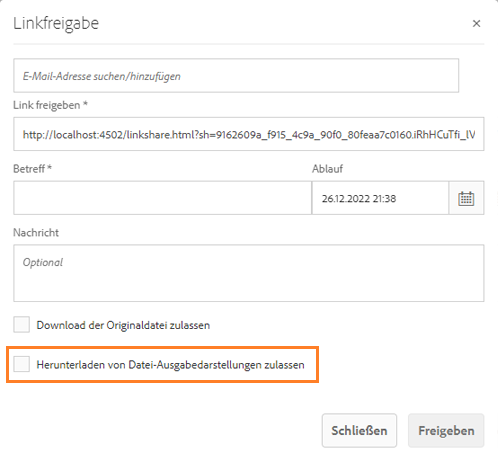 Linkfreigabe
E-Mail-Adresse suchen/hinzufügen
Link freigeben *
http://localhost:4502/linkshare.html?sh=9162609a_f915_4c9a_90f0_80feaa7c0160.iRhHCuTfi_lV
Betreff *
Ablauf
26.12.2022 21:38
Nachricht
Optional
Download der Originaldatei zulassen
Herunterladen von Datei-Ausgabedarstellungen zulassen
Schließen
Freigeben